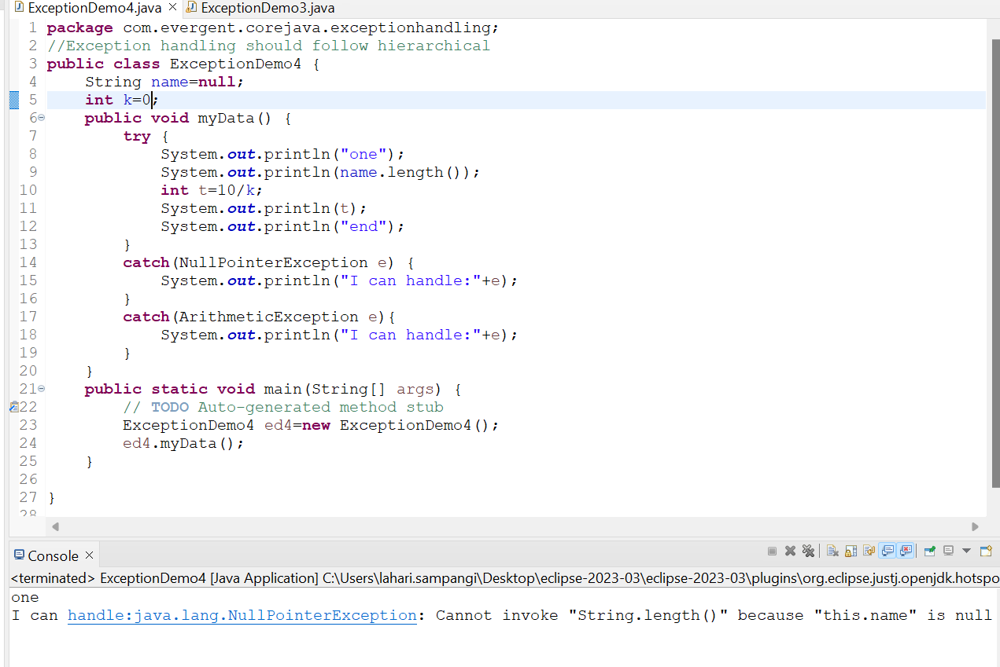 ExceptionDemo4.java × ExceptionDemo3.java
1 package com.evergent.corejava.exceptionhandling;
2 //Exception handling should follow hierarchical
3 public class ExceptionDemo4 {
4     String name=null;
5     int k=0;
6     public void myData() {
7         try {
8             System.out.println("one");
9             System.out.println(name.length());
10             int t=10/k;
11             System.out.println(t);
12             System.out.println("end");
13         }
14         catch(NullPointerException e) {
15             System.out.println("I can handle:"+e);
16         }
17         catch(ArithmeticException e){
18             System.out.println("I can handle:"+e);
19         }
20     }
21     public static void main(String[] args) {
22         // TODO Auto-generated method stub
23         ExceptionDemo4 ed4=new ExceptionDemo4();
24         ed4.myData();
25     }
26
27 }
28
Console ×
<terminated> ExceptionDemo4 [Java Application] C:\Users\lahari.sampangi\Desktop\eclipse-2023-03\eclipse-2023-03\plugins\org.eclipse.justj.openjdk.hotspo
one
I can handle:java.lang.NullPointerException: Cannot invoke "String.length()" because "this.name" is null